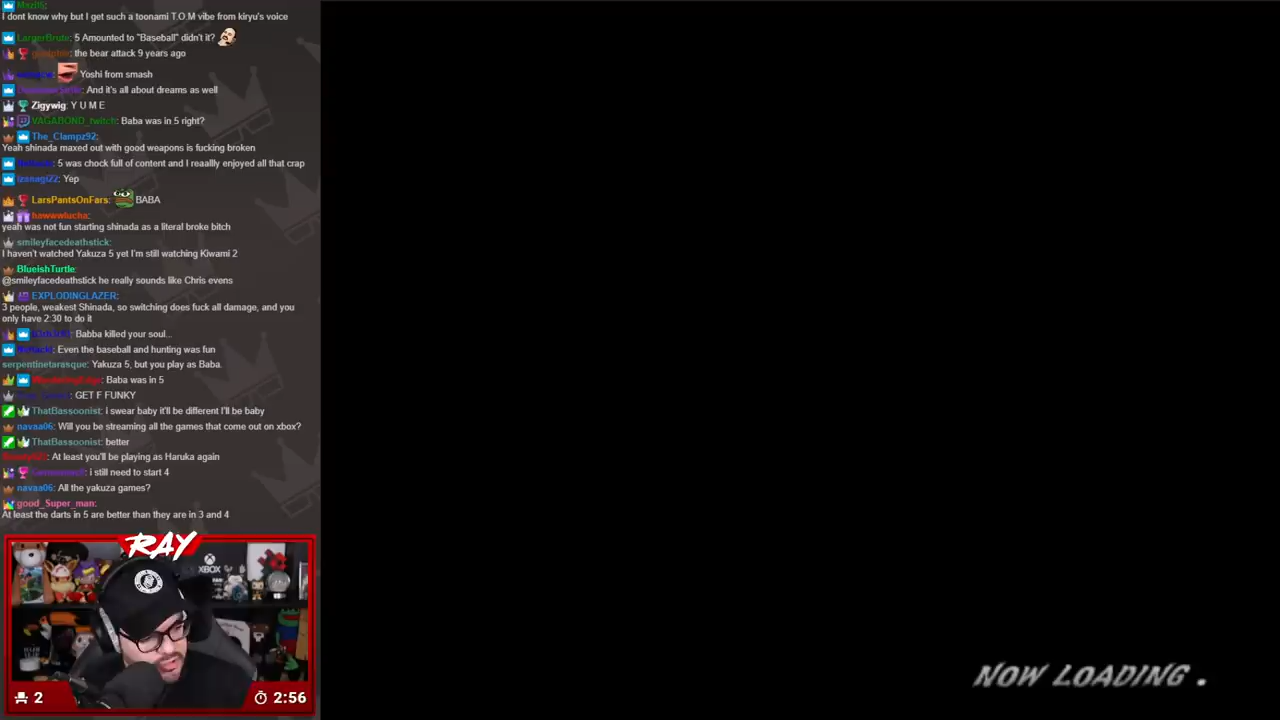 I dont know why but I get such a toonami T.O.M vibe from kiryu's voice
LargerBrute: 5 Amounted to "Baseball" didn't it?
the bear attack 9 years ago
Yoshi from smash
And it's all about dreams as well
Zigywig: Y U M E
VAGABOND_twitch: Baba was in 5 right?
The_Clampz92:
Yeah shinada maxed out with good weapons is fucking broken
5 was chock full of content and I reaallly enjoyed all that crap
Izanagi22: Yep
LarsPantsOnFars: BABA
hawwwlucha:
yeah was not fun starting shinada as a literal broke bitch
smileyfacedeathstick:
I haven't watched Yakuza 5 yet I'm still watching Kiwami 2
BlueishTurtle:
@smileyfacedeathstick he really sounds like Chris evens
EXPLODINGLAZER:
3 people, weakest Shinada, so switching does fuck all damage, and you
only have 2:30 to do it
Babba killed your soul...
Even the baseball and hunting was fun
serpentinetarasque: Yakuza 5, but you play as Baba.
Baba was in 5
GET F FUNKY
ThatBassoonist: I swear baby it'll be different I'll be baby
navaa06: Will you be streaming all the games that come out on xbox?
ThatBassoonist: better
At least you'll be playing as Haruka again
i still need to start 4
navaa06: All the yakuza games?
good_Super_man:
At least the darts in 5 are better than they are in 3 and 4
RAY
XBOX
2
2:56
NOW LOADING .